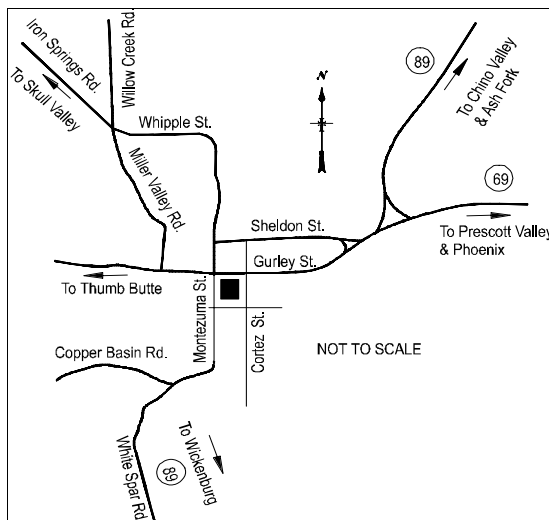 Iron Springs Rd.
To Skull Valley
Willow Creek Rd.
Whipple St.
Miller Valley Rd.
N
89
To Chino Valley
& Ash Fork
69
To Prescott Valley
& Phoenix
Sheldon St.
Gurley St.
To Thumb Butte
Montezuma St.
Cortez St.
NOT TO SCALE
Copper Basin Rd.
White Spar Rd
89
To Wickenburg